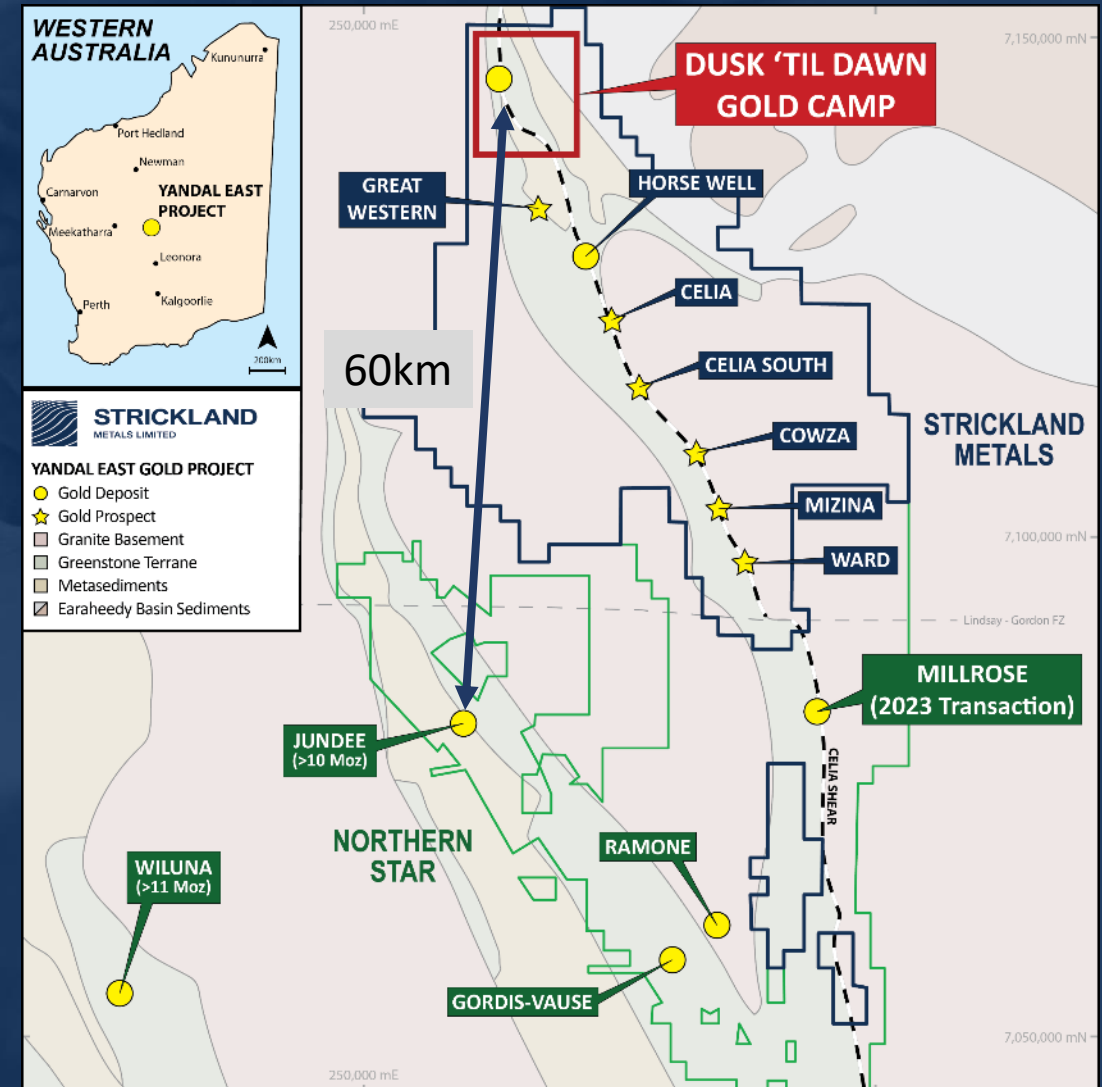 WESTERN
AUSTRALIA
Kununurra
Port Hedland
Newman
Carnarvon
YANDAL EAST
PROJECT
Meekatharra
Leonora
Kalgoorlie
Perth
200km
STRICKLAND
METALS LIMITED
YANDAL EAST GOLD PROJECT
Gold Deposit
Gold Prospect
Granite Basement
Greenstone Terrane
Metasediments
Earaheedy Basin Sediments
250,000 mE
7,150,000 mN
DUSK ‘TIL DAWN
GOLD CAMP
GREAT
WESTERN
HORSE WELL
CELIA
60km
CELIA SOUTH
STRICKLAND
METALS
COWZA
MIZINA
7,100,000 mN
WARD
Lindsay - Gordon FZ
MILLROSE
(2023 Transaction)
JUNDEE
(>10 Moz)
CELIA SHEAR
NORTHERN
STAR
RAMONE
WILUNA
(>11 Moz)
GORDIS-VAUSE
7,050,000 mN
250,000 mE